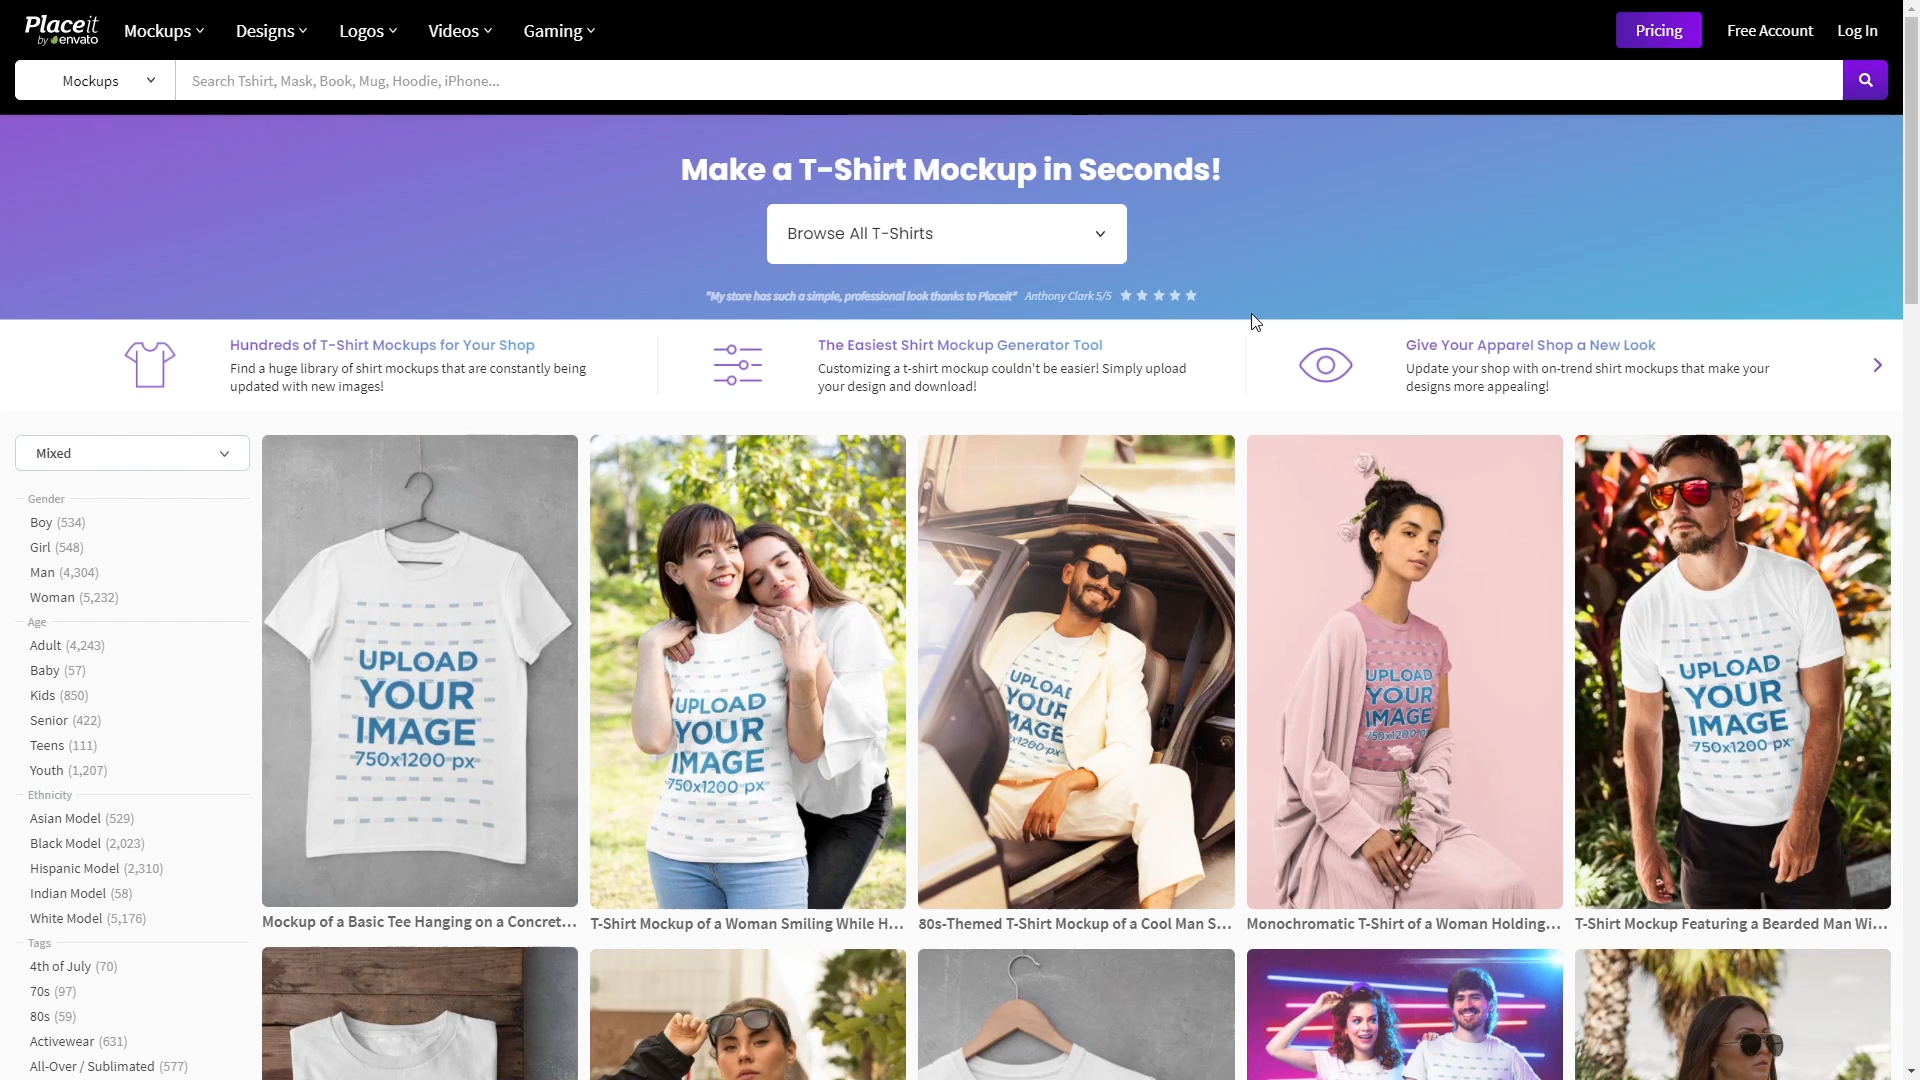 Placeit
by envato
Mockups
Designs
Logos
Videos
Gaming
Pricing
Free Account
Log In
Mockups
Search Tshirt, Mask, Book, Mug, Hoodie, iPhone...
Make a T-Shirt Mockup in Seconds!
Browse All T-Shirts
"My store has such a simple, professional look thanks to Placeit" Anthony Clark 5/5
Hundreds of T-Shirt Mockups for Your Shop
Find a huge library of shirt mockups that are constantly being
updated with new images!
The Easiest Shirt Mockup Generator Tool
Customizing a t-shirt mockup couldn't be easier! Simply upload
your design and download!
Give Your Apparel Shop a New Look
Update your shop with on-trend shirt mockups that make your
designs more appealing!
Mixed
Gender
Boy (534)
Girl (548)
Man (4,304)
Woman (5,232)
Age
Adult (4,243)
Baby (57)
Kids (850)
Senior (422)
Teens (111)
Youth (1,207)
Ethnicity
Asian Model (529)
Black Model (2,023)
Hispanic Model (2,310)
Indian Model (58)
White Model (5,176)
Tags
4th of July (70)
70s (97)
80s (59)
Activewear (631)
All-Over / Sublimated (577)
UPLOAD
YOUR
IMAGE
750x1200 px
Mockup of a Basic Tee Hanging on a Concret...
UPLOAD
YOUR
IMAGE
750x1200 px
T-Shirt Mockup of a Woman Smiling While H...
UPLOAD
YOUR
IMAGE
x1200 px
80s-Themed T-Shirt Mockup of a Cool Man S...
UPLOAD
YOUR
IMAGE
750x1200 px
Monochromatic T-Shirt of a Woman Holding...
UPLOAD
YOUR
IMAGE
750x1200 px
T-Shirt Mockup Featuring a Bearded Man Wi...